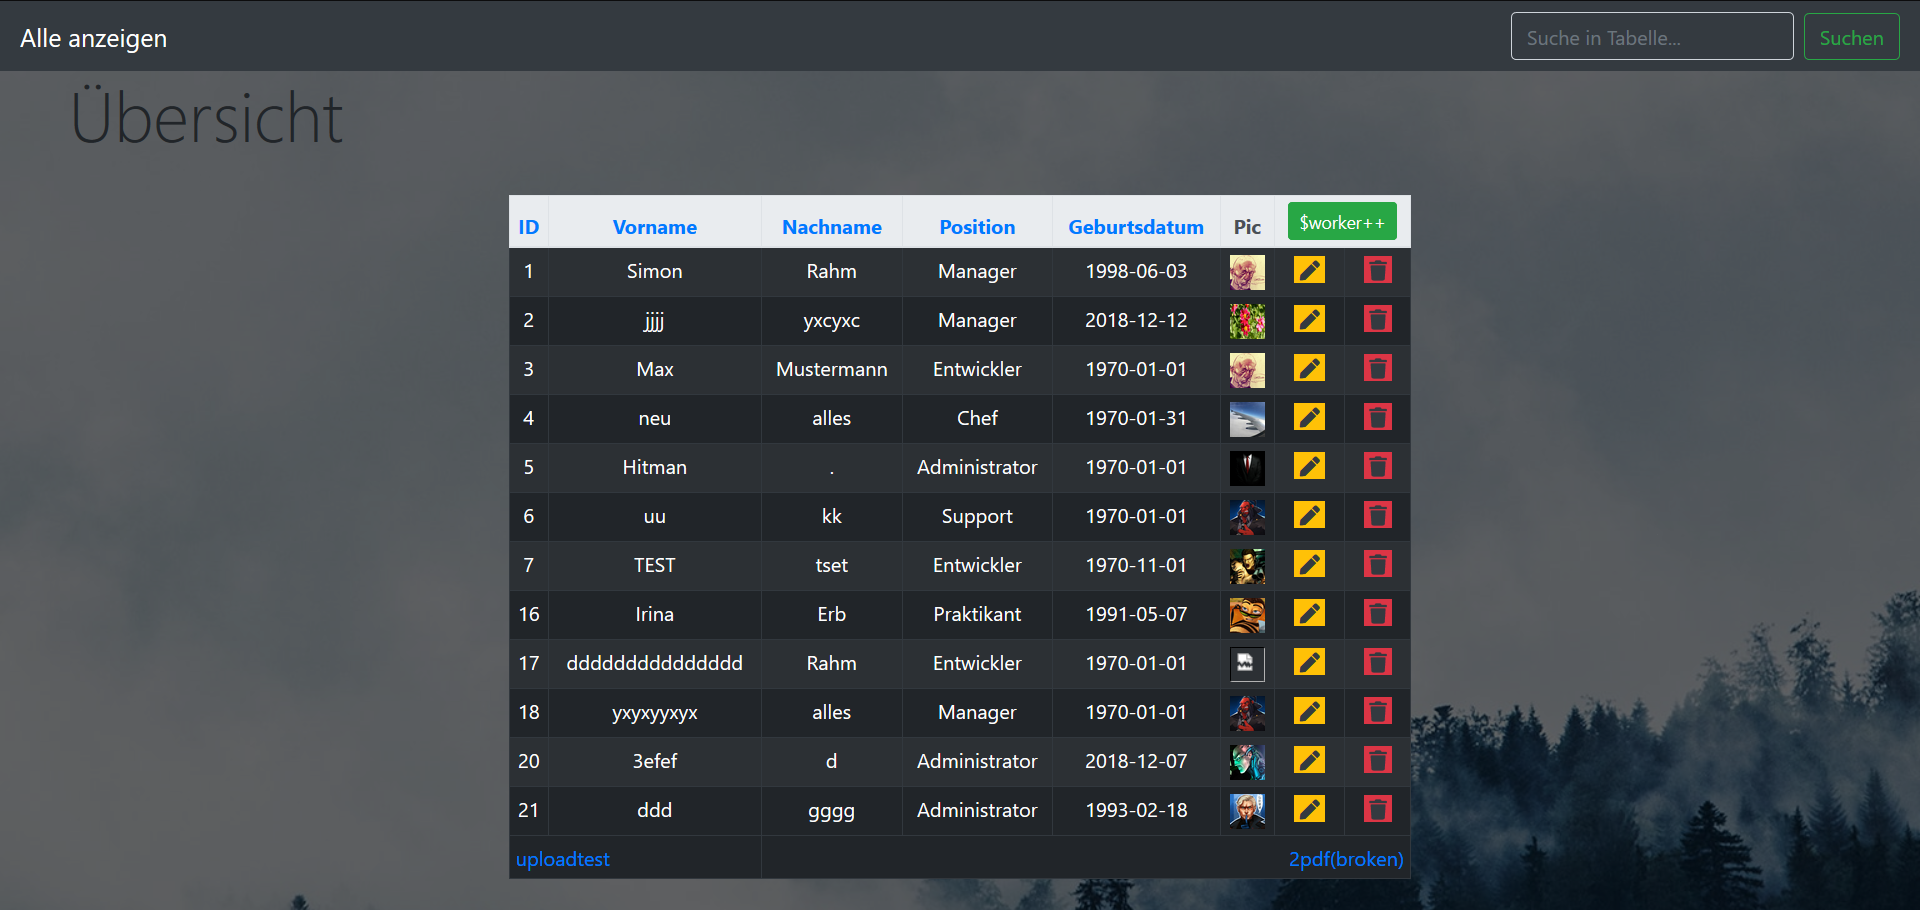 Alle anzeigen Suche in Tabelle... Suchen
Übersicht
ID Vorname Nachname Position Geburtsdatum Pic $worker++
1 Simon Rahm Manager 1998-06-03
2 jjjj yxcyxc Manager 2018-12-12
3 Max Mustermann Entwickler 1970-01-01
4 neu alles Chef 1970-01-31
5 Hitman . Administrator 1970-01-01
6 uu kk Support 1970-01-01
7 TEST tset Entwickler 1970-11-01
16 Irina Erb Praktikant 1991-05-07
17 ddddddddddddddd Rahm Entwickler 1970-01-01
18 yxyxyyxyx alles Manager 1970-01-01
20 3efef d Administrator 2018-12-07
21 ddd gggg Administrator 1993-02-18
uploadtest 2pdf(broken)